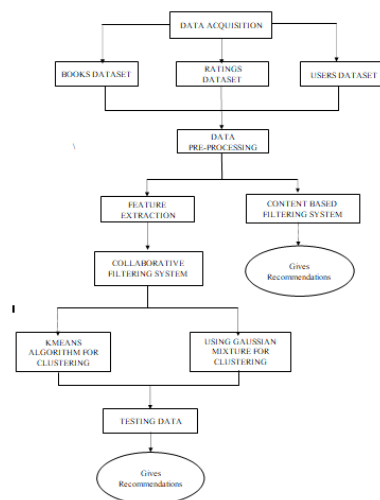 DATA ACQUISITION
BOOKS DATASET
RATINGS
DATASET
USERS DATASET
DATA
PRE-PROCESSING
FEATURE
EXTRACTION
CONTENT BASED
FILTERING SYSTEM
COLLABORATIVE
FILTERING SYSTEM
Gives
Recommendations
KMEANS
ALGORITHM FOR
CLUSTERING
USING GAUSSIAN
MIXTURE FOR
CLUSTERING
TESTING DATA
Gives
Recommendations